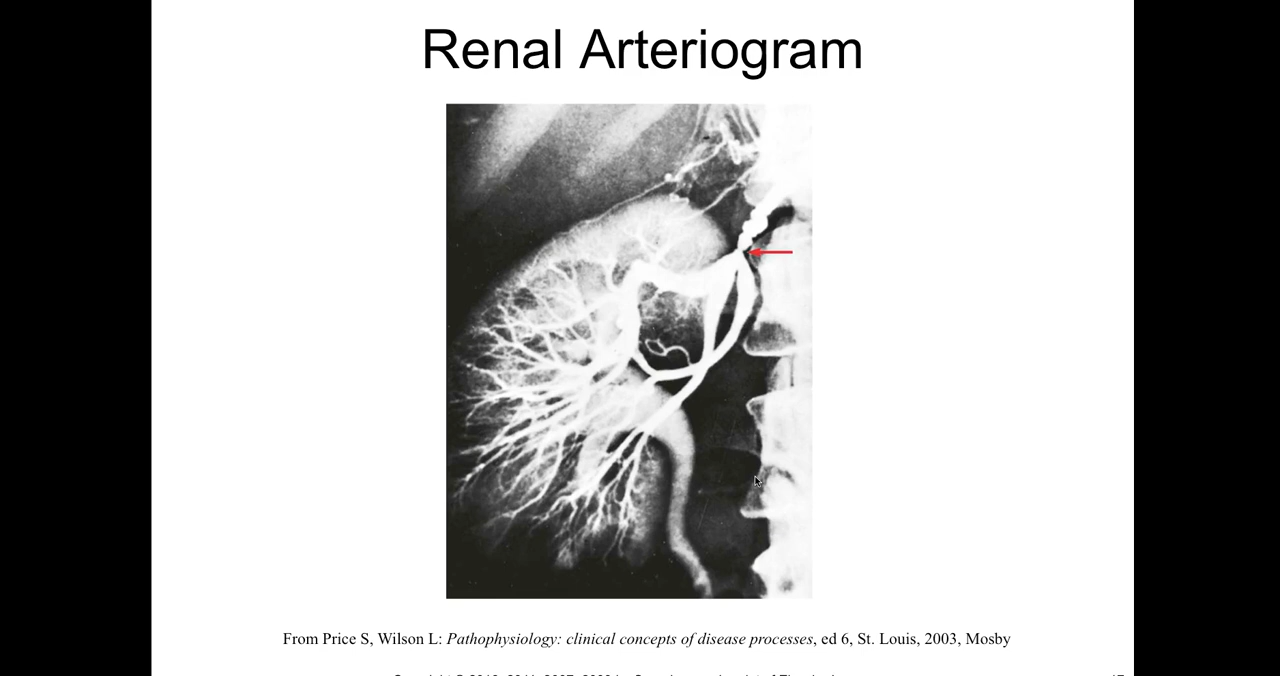 Renal Arteriogram
From Price S, Wilson L: Pathophysiology: clinical concepts of disease processes, ed 6, St. Louis, 2003, Mosby